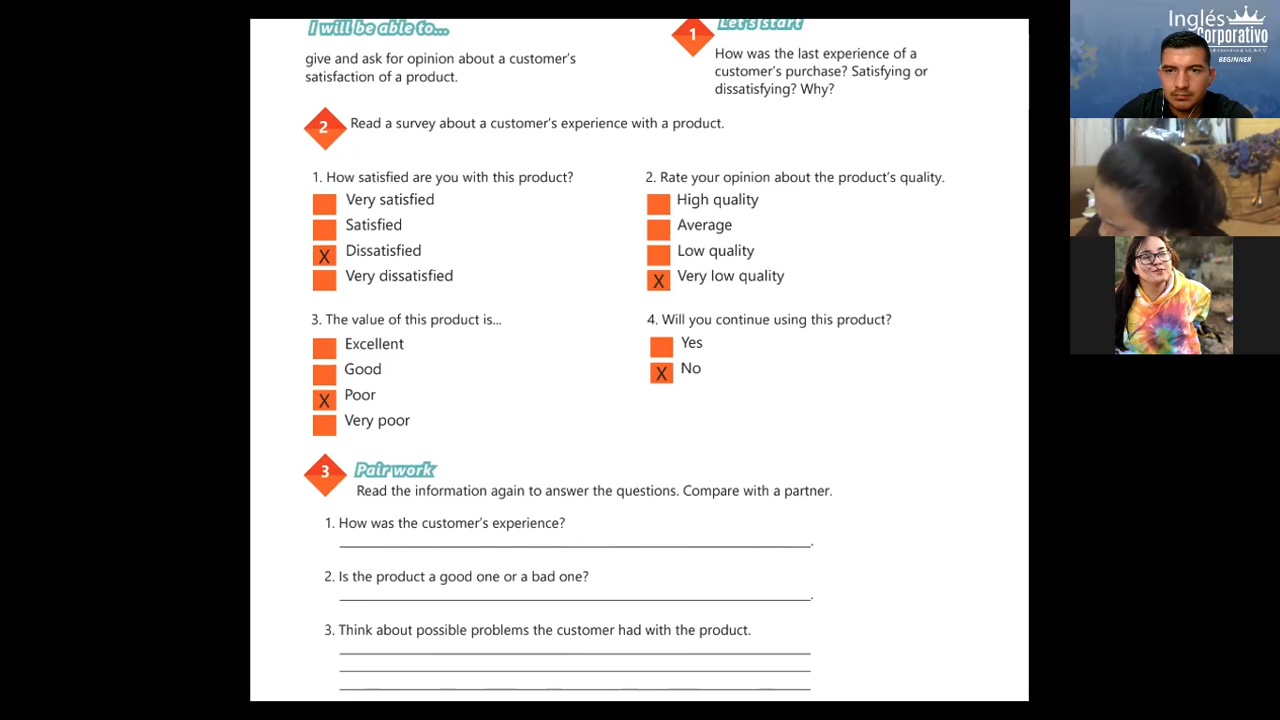 I will be able to...
give and ask for opinion about a customer's
satisfaction of a product.
1
Let's start
How was the last experience of a
customer's purchase? Satisfying or
dissatisfying? Why?
2
Read a survey about a customer's experience with a product.
1. How satisfied are you with this product?
Very satisfied
Satisfied
X Dissatisfied
Very dissatisfied
2. Rate your opinion about the product's quality.
High quality
Average
Low quality
X Very low quality
3. The value of this product is...
Excellent
Good
X Poor
Very poor
4. Will you continue using this product?
Yes
X No
3
Pair work
Read the information again to answer the questions. Compare with a partner.
1. How was the customer's experience?
2. Is the product a good one or a bad one?
3. Think about possible problems the customer had with the product.
Inglés
Corporativo
BEGINNER